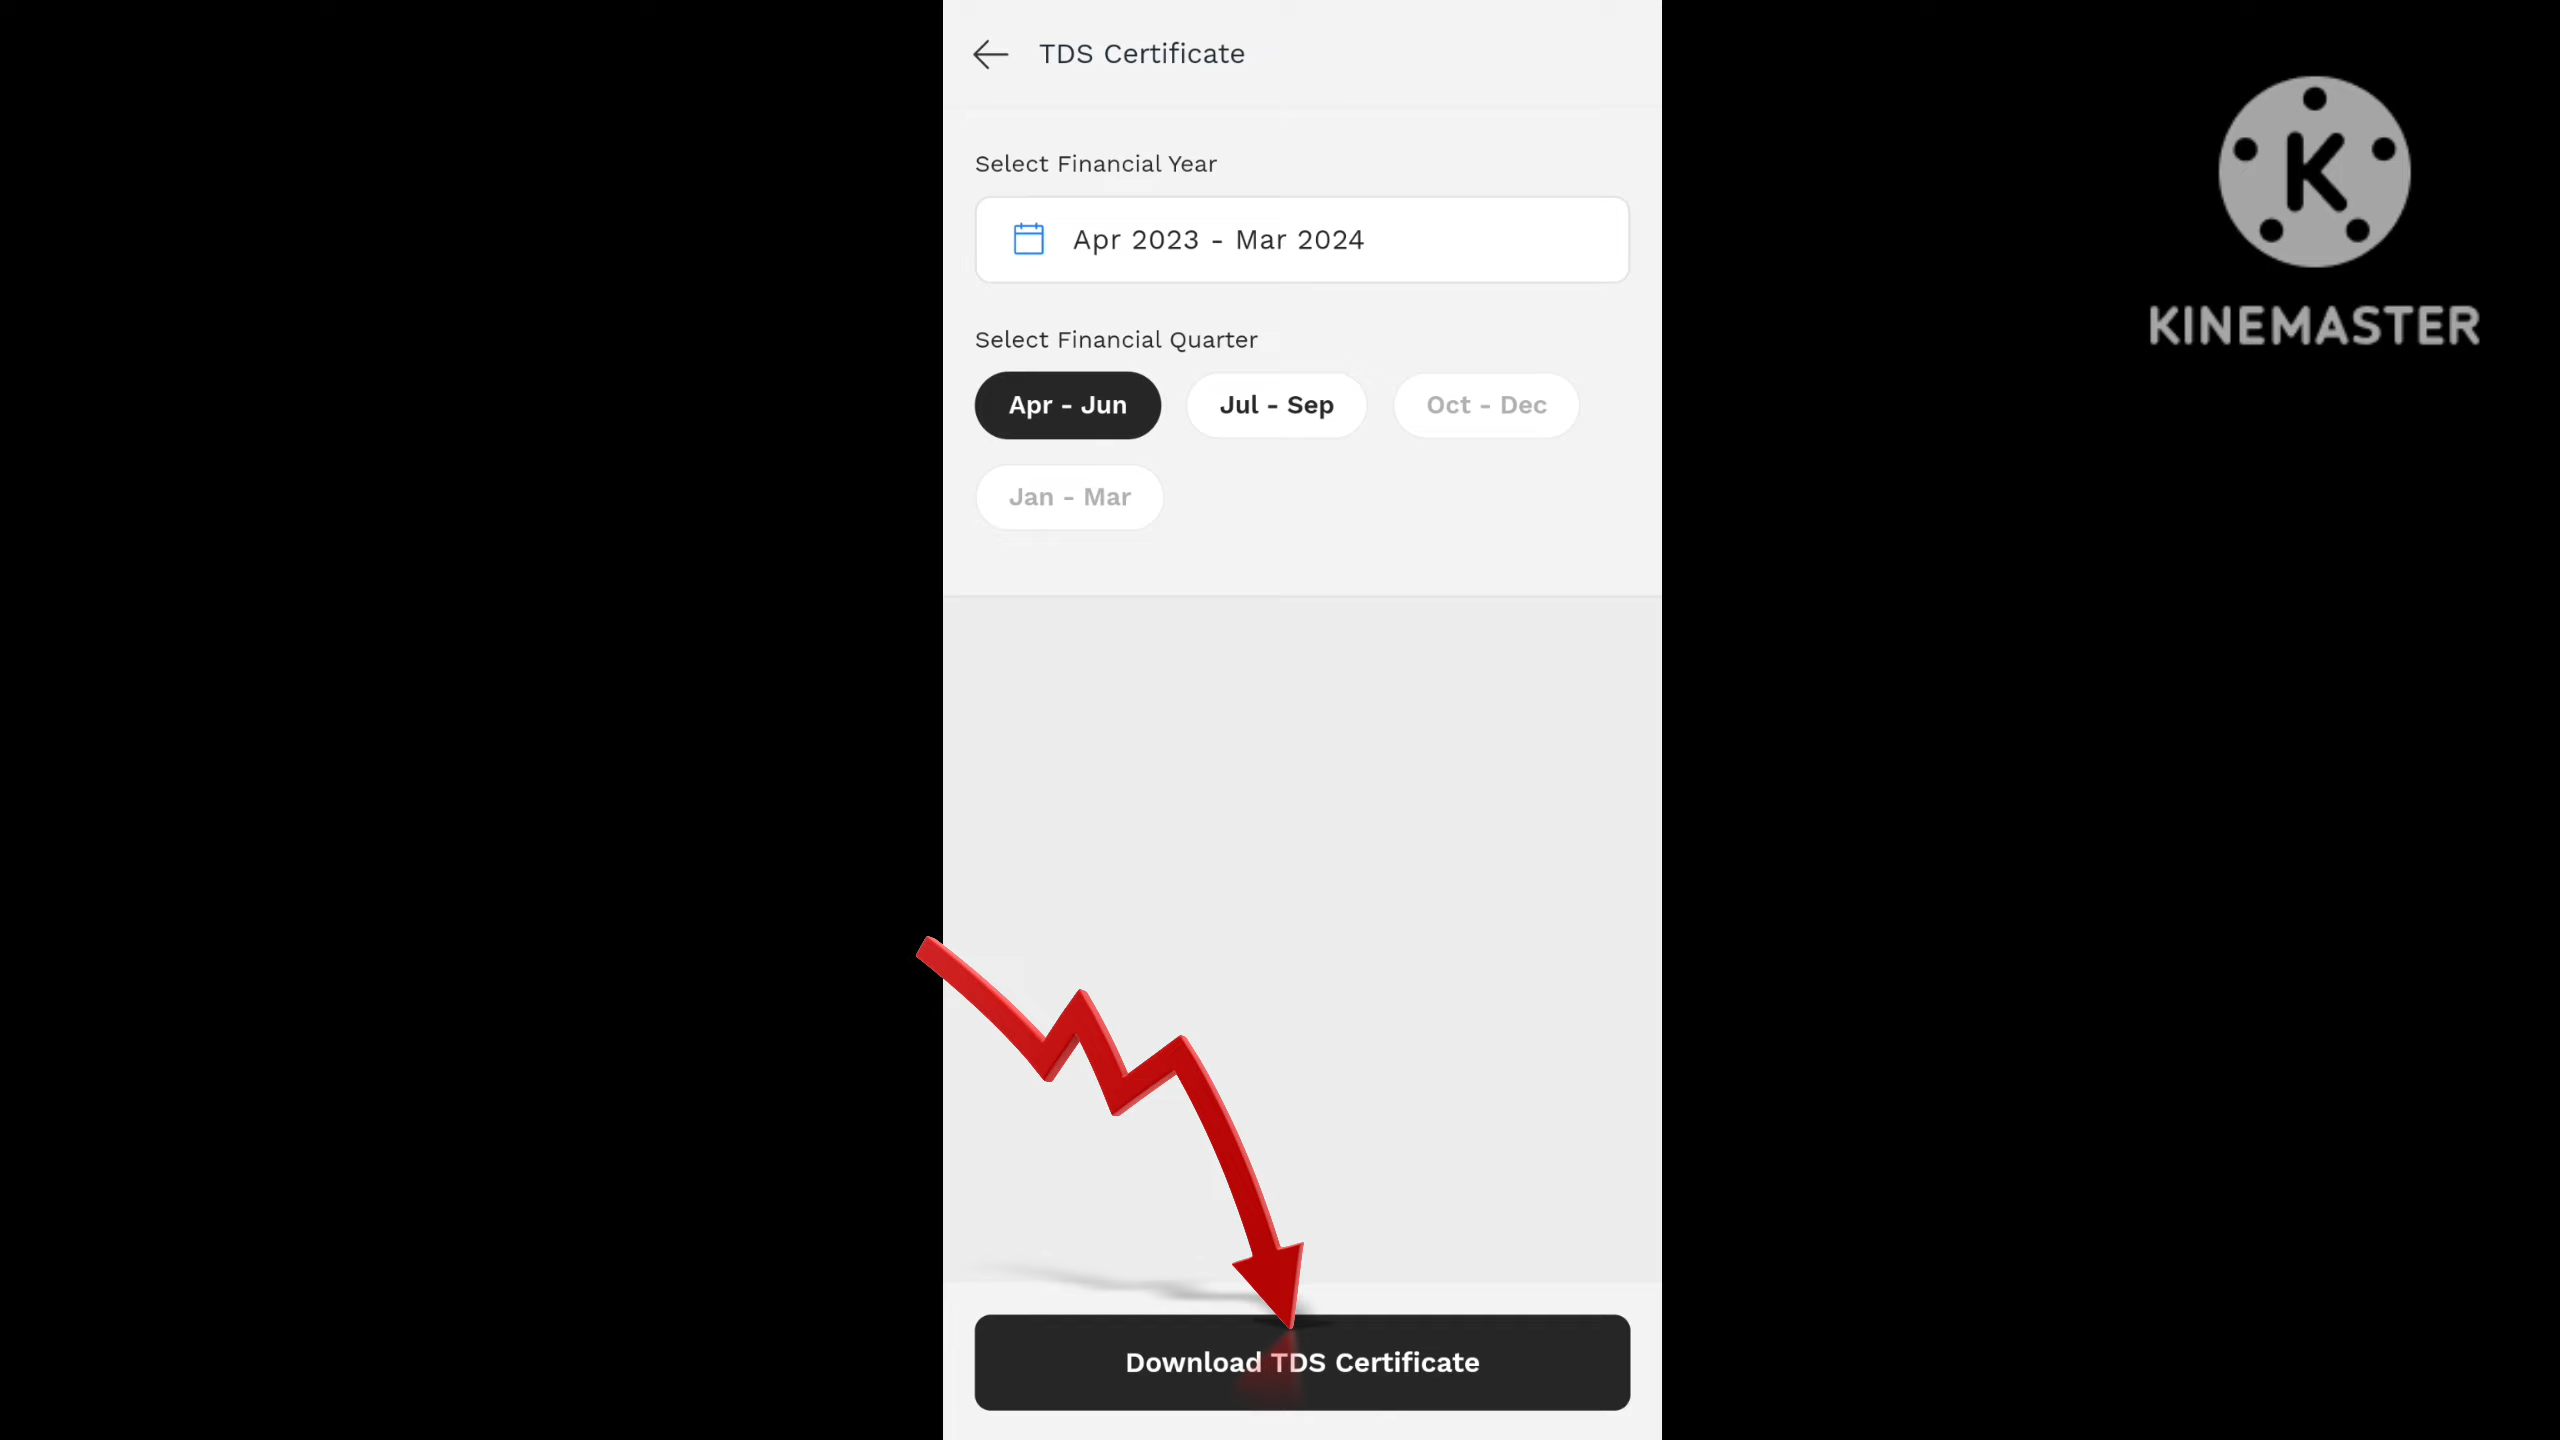 TDS Certificate
Select Financial Year
Apr 2023 - Mar 2024
Select Financial Quarter
Apr - Jun
Jul - Sep
Oct - Dec
Jan - Mar
Download TDS Certificate
K
KINEMASTER